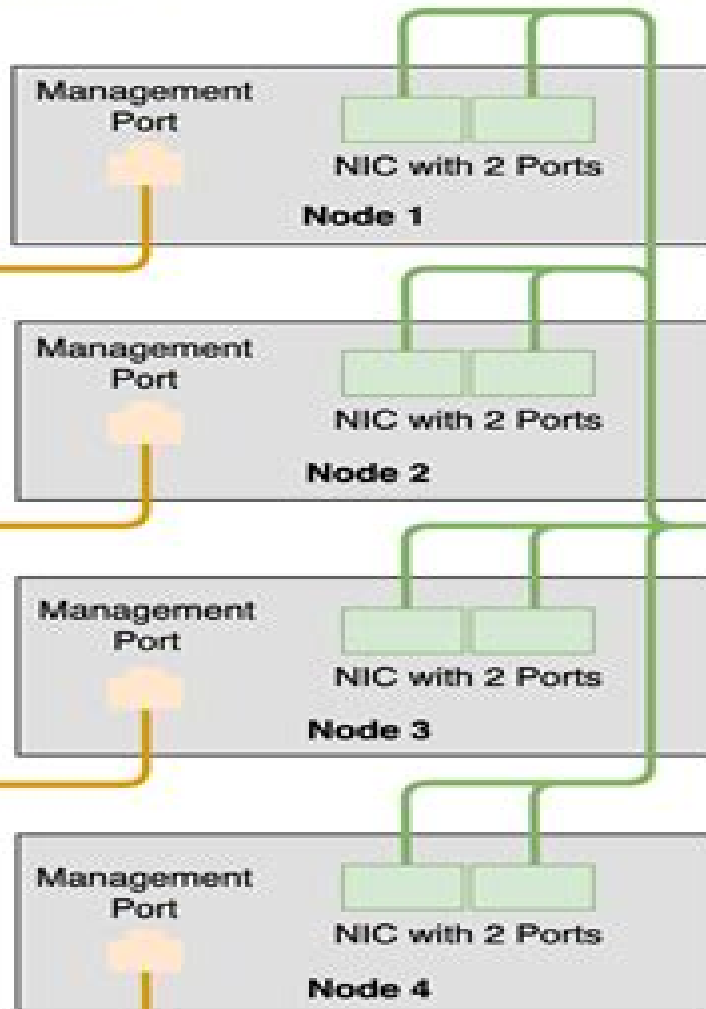 Management
Port
NIC with 2 Ports
Node 1
Management
Port
NIC with 2 Ports
Node 2
Management
Port
NIC with 2 Ports
Node 3
Management
Port
NIC with 2 Ports
Node 4